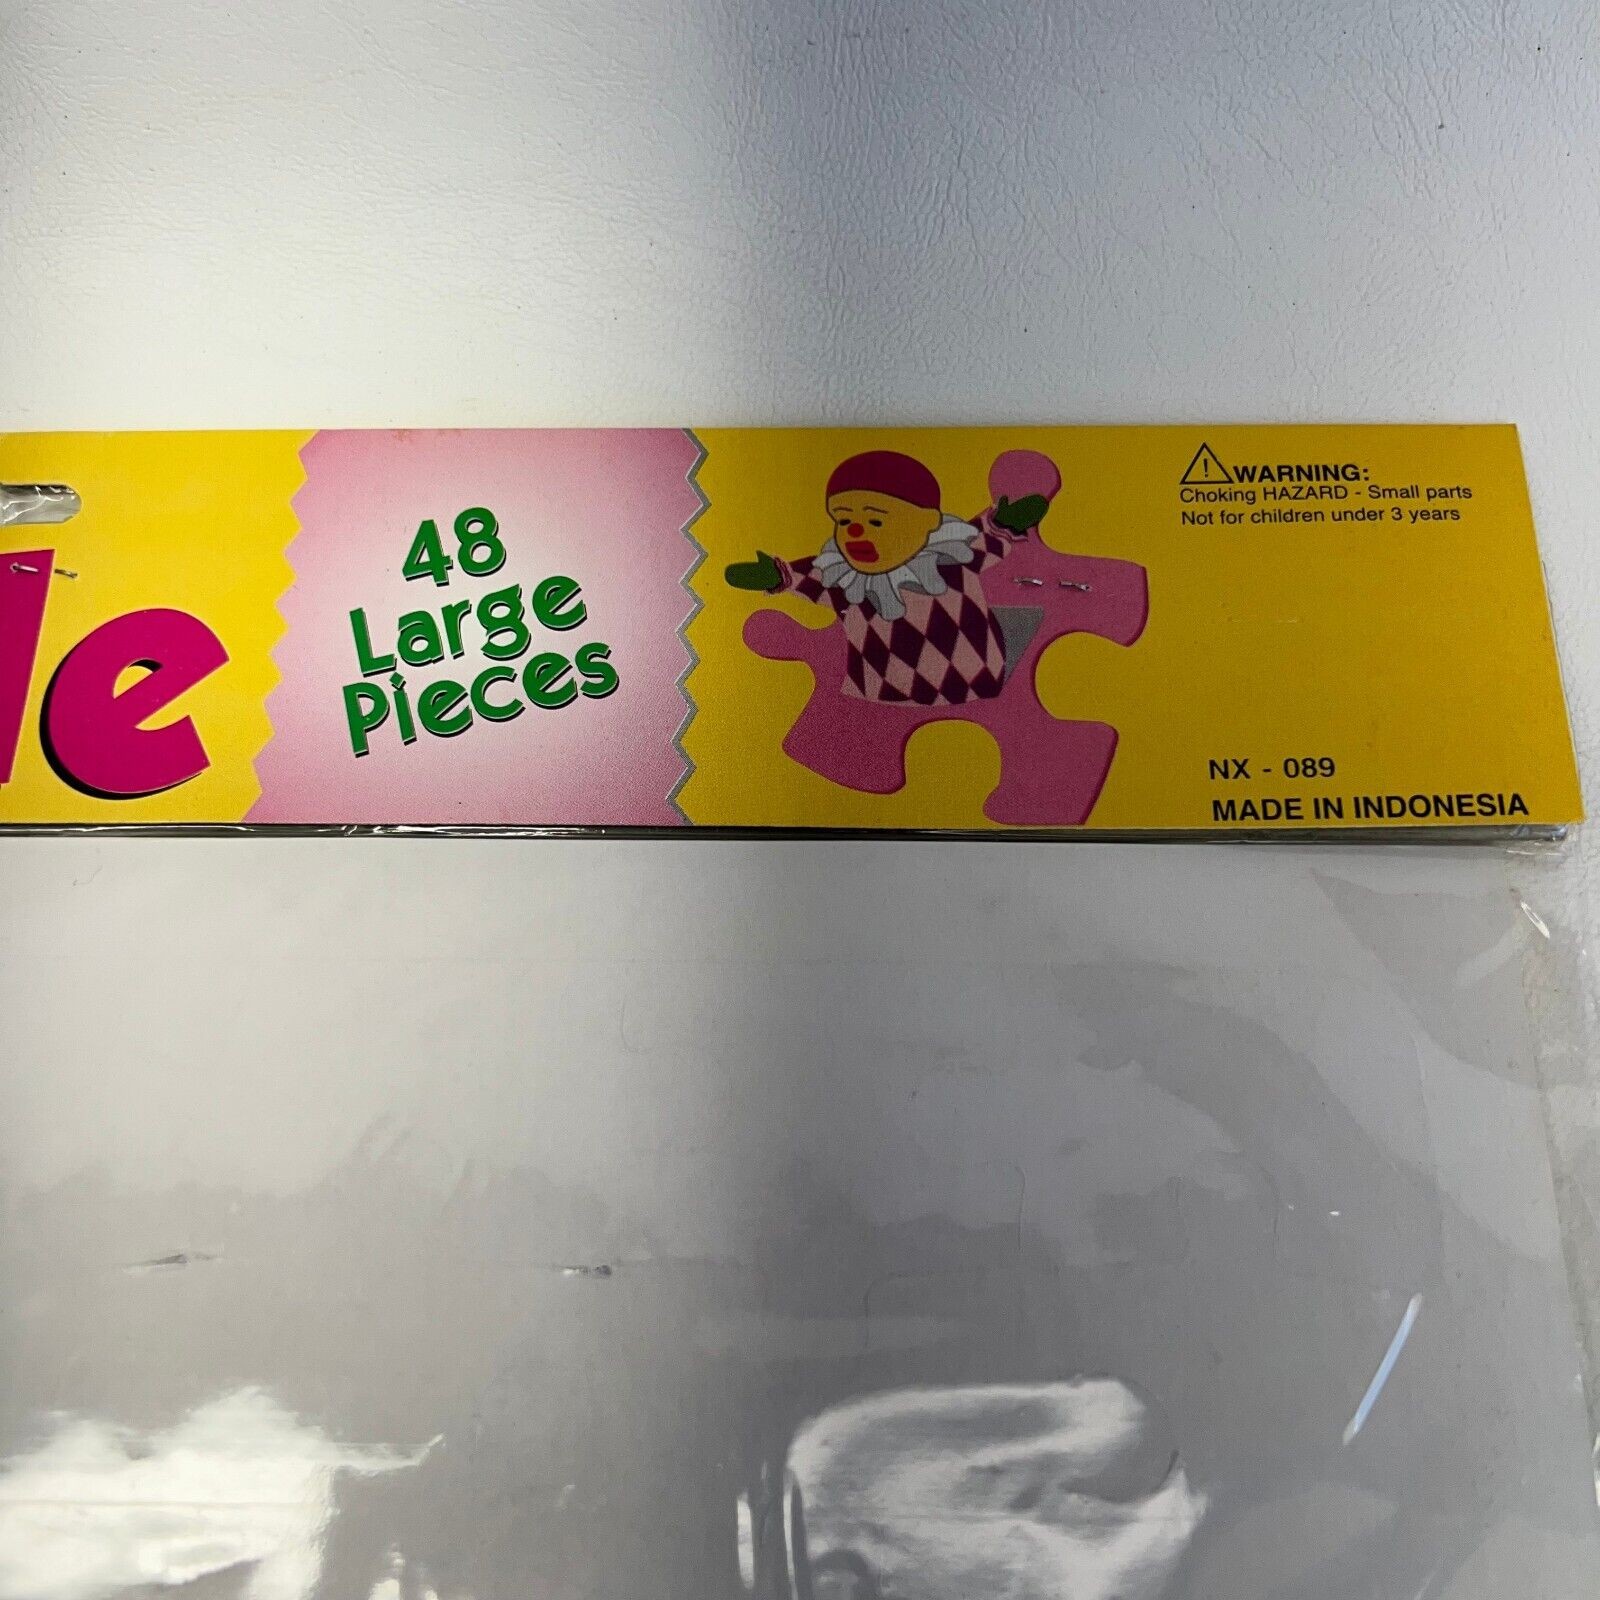 le
48
Large
Pieces
WARNING:
Choking HAZARD - Small parts
Not for children under 3 years
NX - 089
MADE IN INDONESIA